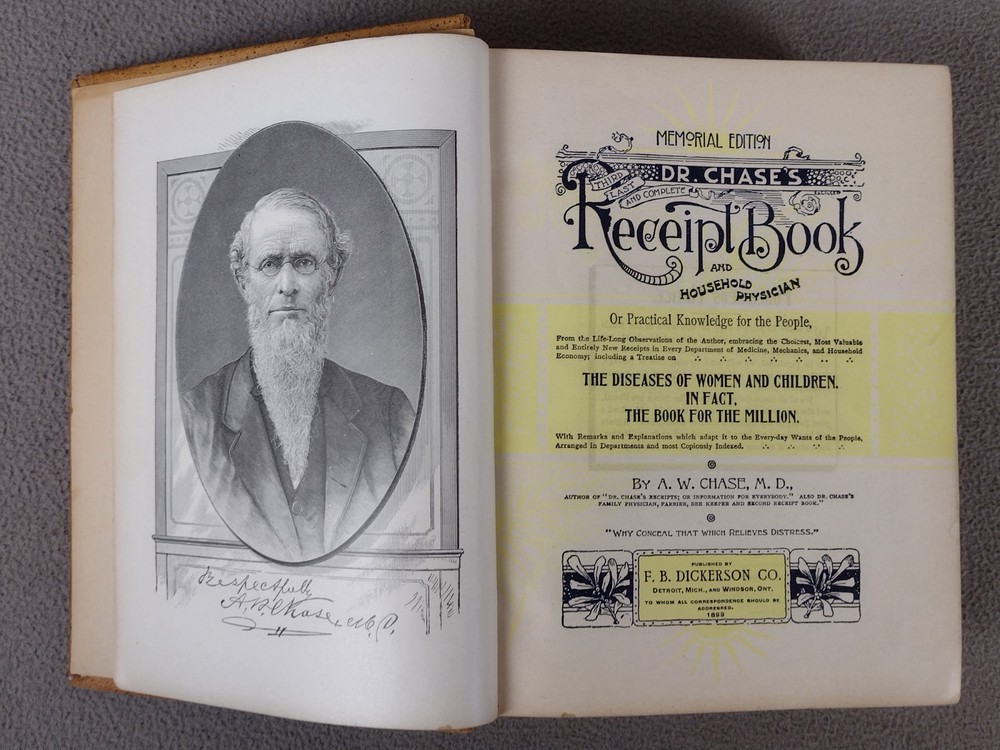 Respectfully
A. W. Chase, M.D.
MEMORIAL EDITION
DR. CHASE'S
THIRD
LAST
AND COMPLETE
Receipt Book
AND
HOUSEHOLD
PHYSICIAN
Or Practical Knowledge for the People,
From the Life-Long Observations of the Author, embracing the Choicest, Most Valuable
and Entirely New Receipts in Every Department of Medicine, Mechanics, and Household
Economy; including a Treatise on
THE DISEASES OF WOMEN AND CHILDREN.
IN FACT,
THE BOOK FOR THE MILLION.
With Remarks and Explanations which adapt it to the Every-day Wants of the People,
Arranged in Departments and most Copiously Indexed.
BY A. W. CHASE, M. D.,
AUTHOR OF "DR. CHASE'S RECEIPTS; OR INFORMATION FOR EVERYBODY." ALSO DR. CHASE'S
FAMILY PHYSICIAN, FARRIER, BEE KEEPER AND SECOND RECEIPT BOOK."
"WHY CONCEAL THAT WHICH RELIEVES DISTRESS."
PUBLISHED BY
F. B. DICKERSON CO.
DETROIT, MICH., AND WINDSOR, ONT.
TO WHOM ALL CORRESPONDENCE SHOULD BE
ADDRESSED.
1899